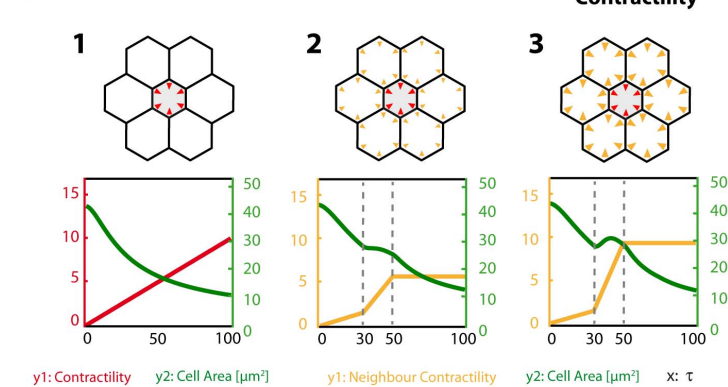 Contractility
1 2 3
15 50 15 50 15 50
40 40 40
10 30 10 30 10 30
5 20 5 20 5 20
10 10 10
0 0 0 0 0 0
0 50 100 0 30 50 100 0 30 50 100
y1: Contractility y2: Cell Area [µm²] y1: Neighbour Contractility y2: Cell Area [µm²] x: τ